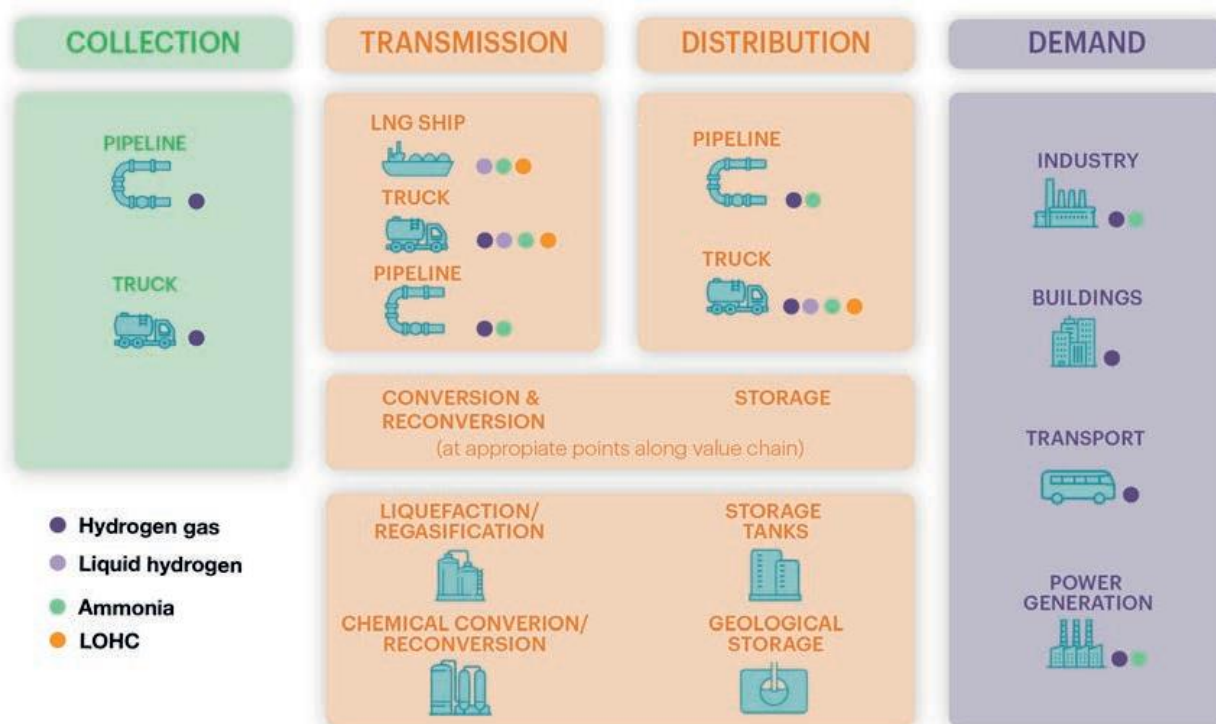 COLLECTION
TRANSMISSION
DISTRIBUTION
DEMAND
PIPELINE
TRUCK
LNG SHIP
TRUCK
PIPELINE
PIPELINE
TRUCK
CONVERSION &
RECONVERSION
STORAGE
(at appropiate points along value chain)
LIQUEFACTION/
REGASIFICATION
STORAGE
TANKS
CHEMICAL CONVERION/
RECONVERSION
GEOLOGICAL
STORAGE
INDUSTRY
BUILDINGS
TRANSPORT
POWER
GENERATION
Hydrogen gas
Liquid hydrogen
Ammonia
LOHC